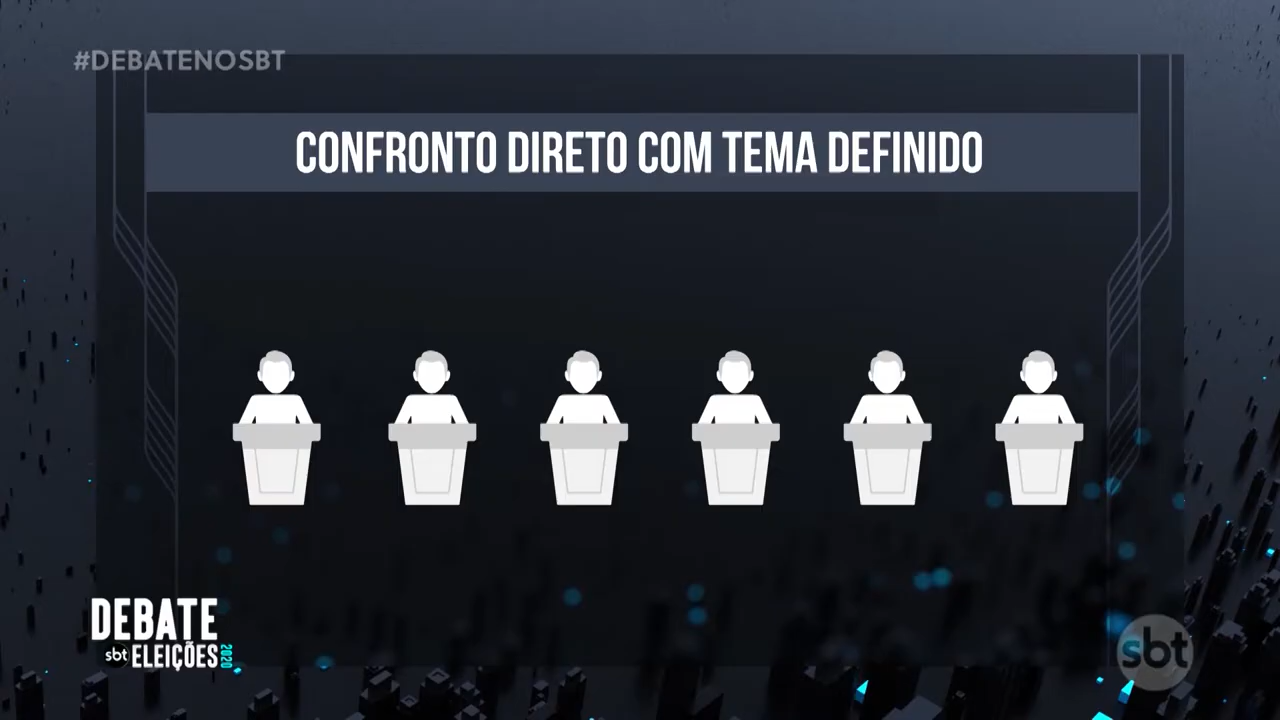 #DEBATENOSBT
CONFRONTO DIRETO COM TEMA DEFINIDO
DEBATE
sbt ELEIÇÕES 2020
sbt